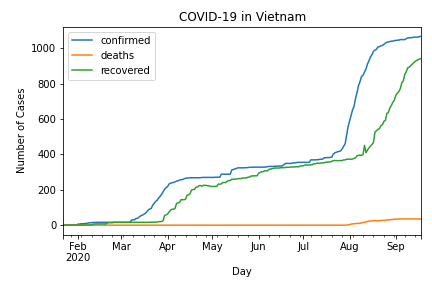 COVID-19 in Vietnam
confirmed
deaths
recovered
Number of Cases
1000
800
600
400
200
0
Feb Mar Apr May Jun Jul Aug Sep
2020
Day